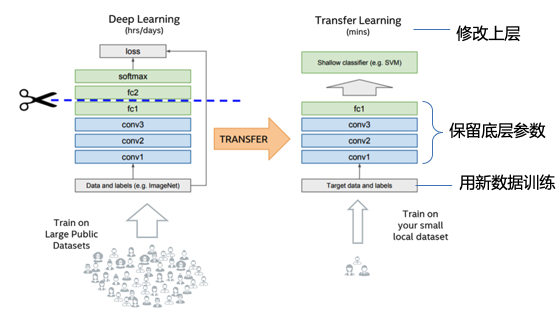 Deep Learning
(hrs/days)
loss
softmax
fc2
fc1
conv3
conv2
conv1
Data and labels (e.g. ImageNet)
Train on
Large Public
Datasets
TRANSFER
Transfer Learning
(mins)
Shallow classifier (e.g. SVM)
fc1
conv3
conv2
conv1
Target data and labels
Train on
your small
local dataset
修改上层
保留底层参数
用新数据训练